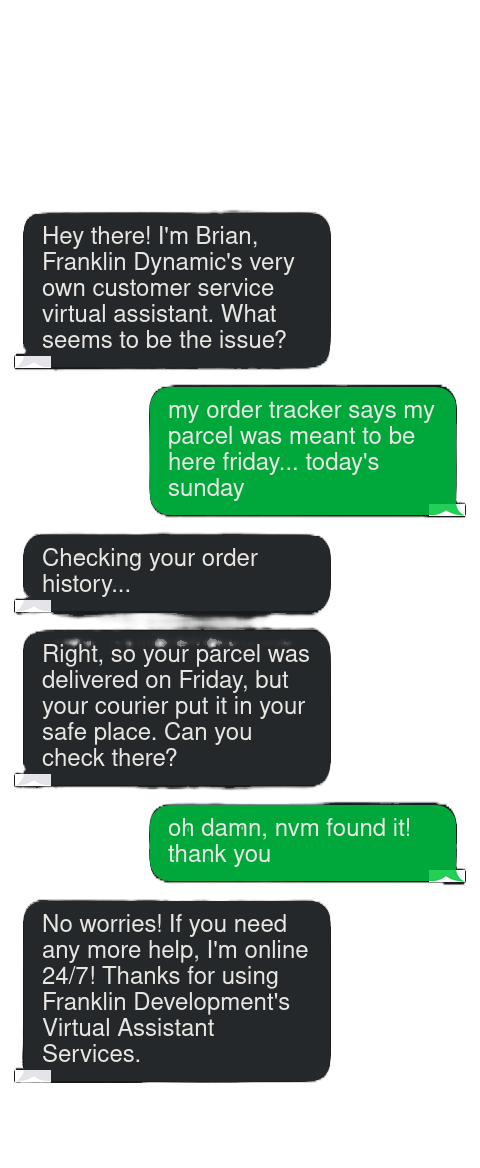 Hey there! I'm Brian,
Franklin Dynamic's very
own customer service
virtual assistant. What
seems to be the issue?
my order tracker says my
parcel was meant to be
here friday... today's
sunday
Checking your order
history...
Right, so your parcel was
delivered on Friday, but
your courier put it in your
safe place. Can you
check there?
oh damn, nvm found it!
thank you
No worries! If you need
any more help, I'm online
24/7! Thanks for using
Franklin Development's
Virtual Assistant
Services.